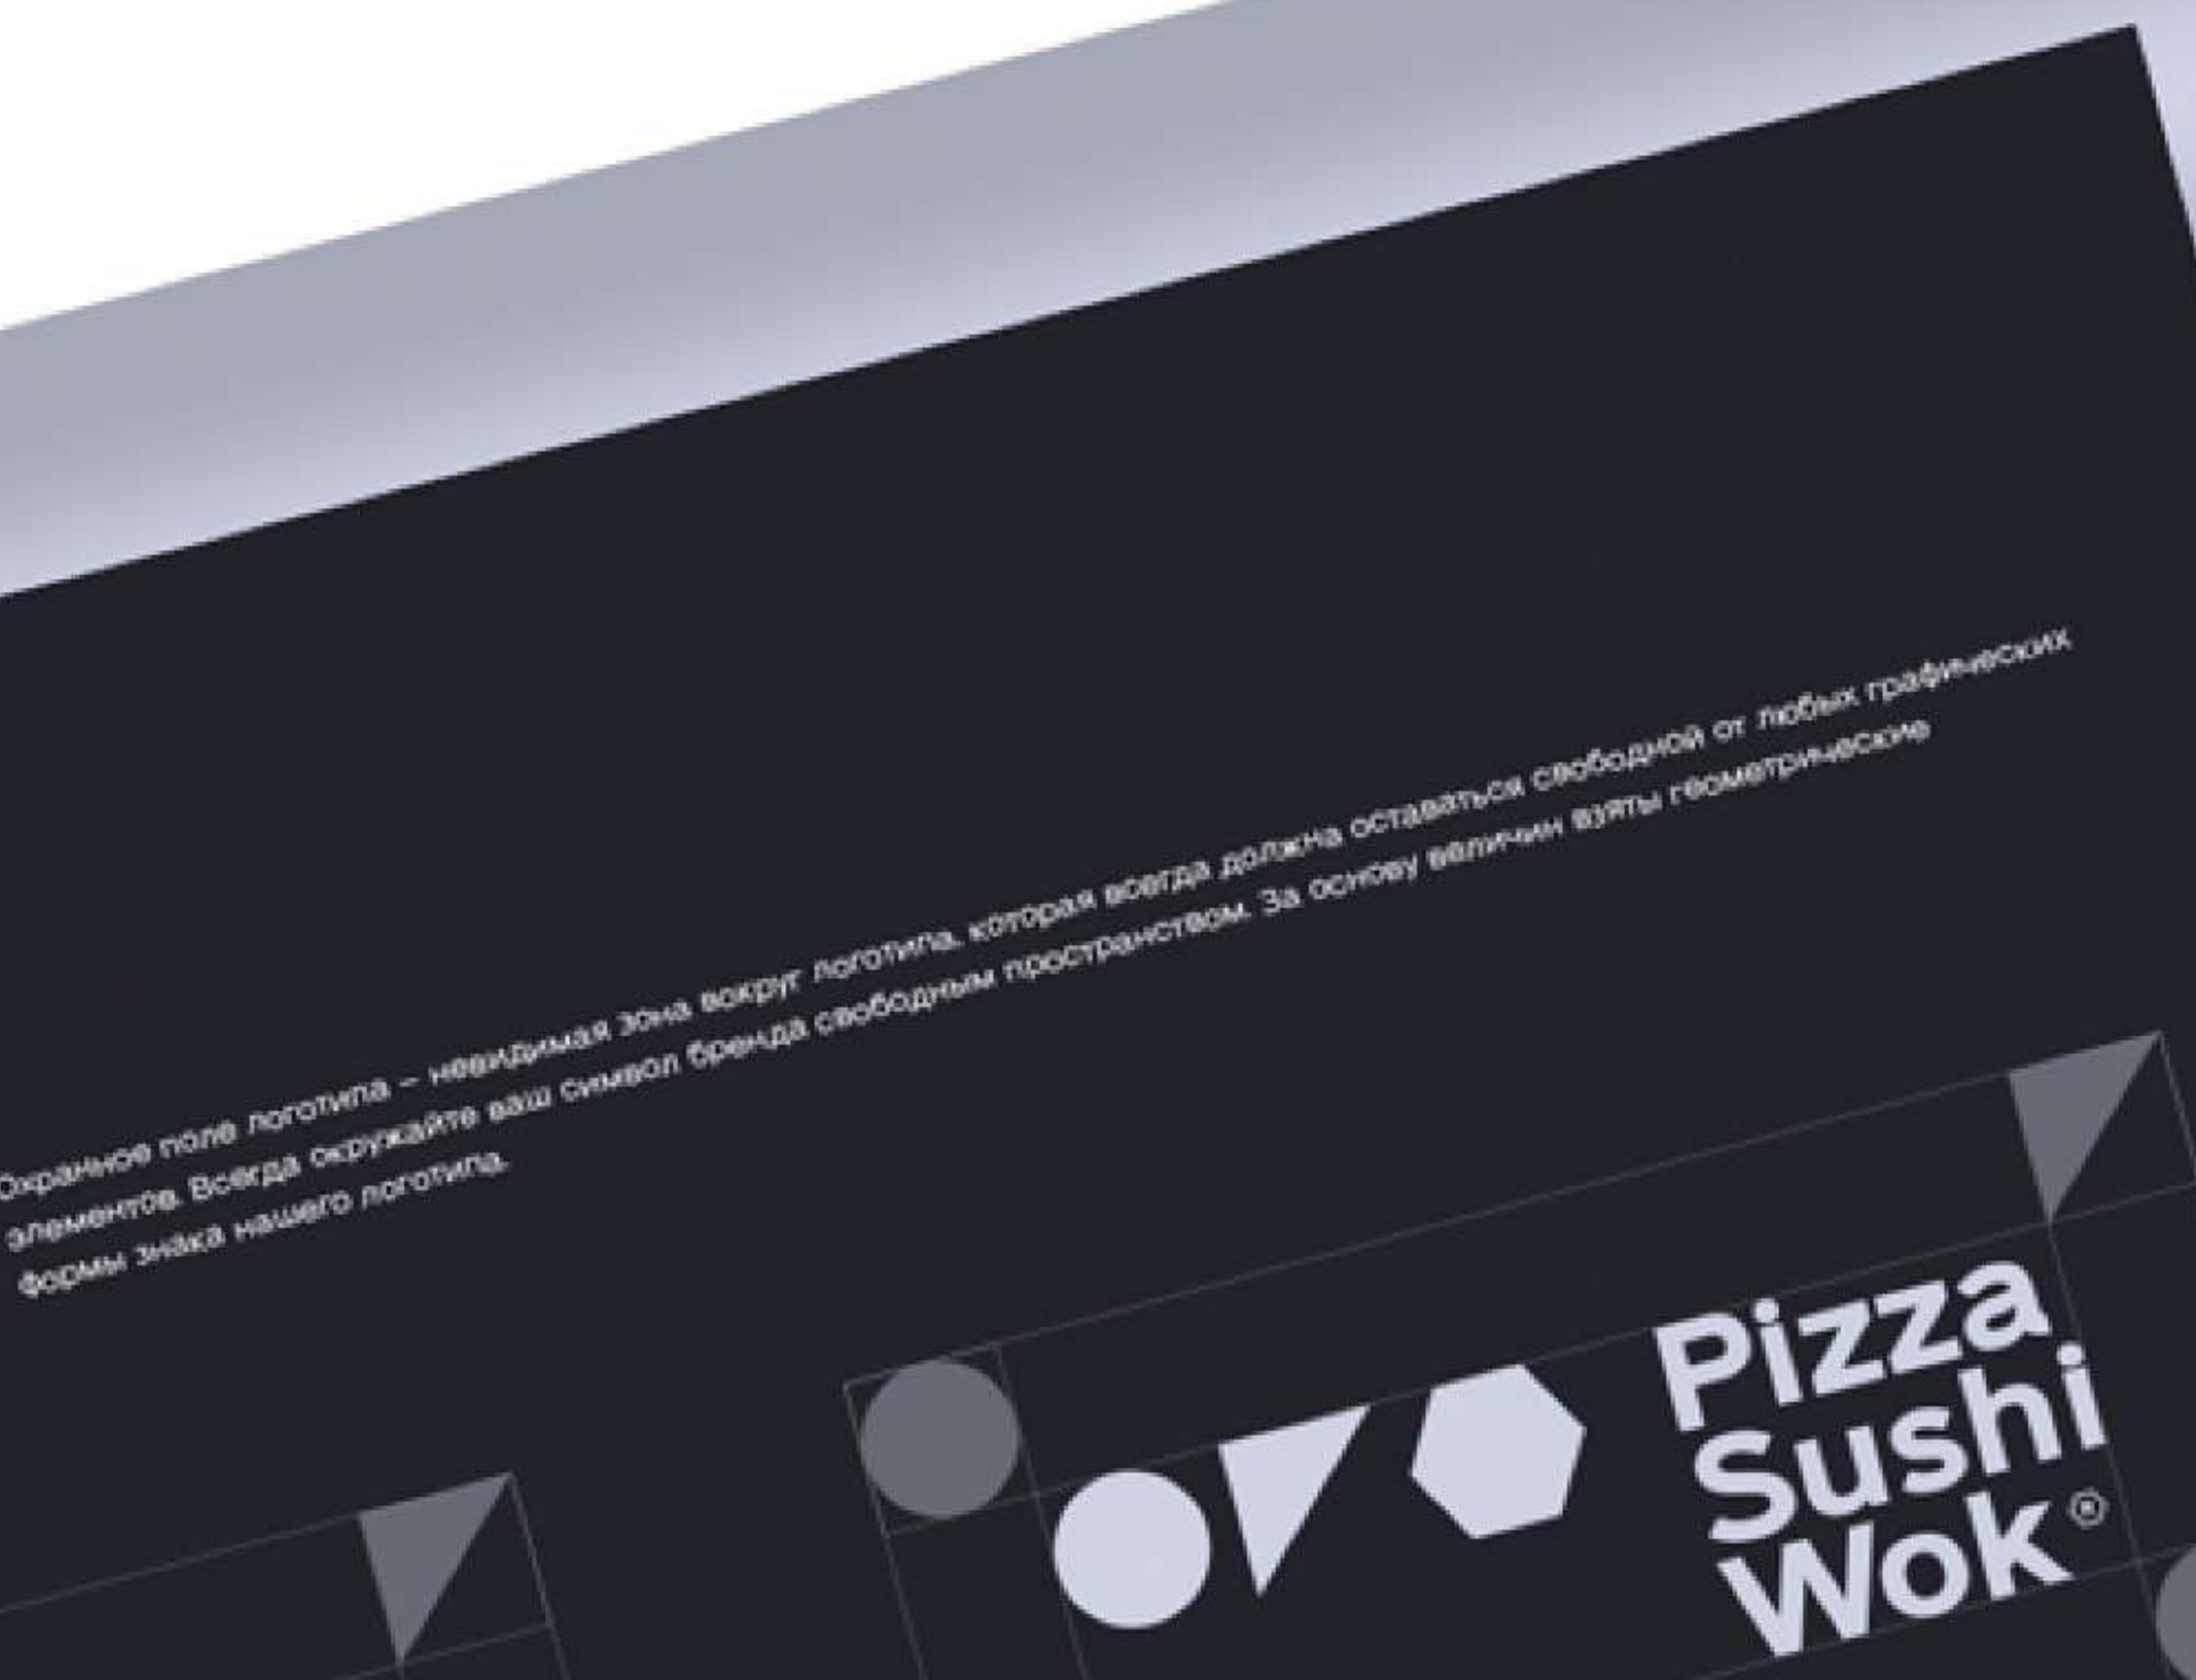 Охранное поле логотипа – невидимая зона вокруг логотипа, которая всегда должна оставаться свободной от любых графических
элементов. Всегда окружайте ваш символ бренда свободным пространством. За основу величин взяты геометрические
формы знака нашего логотипа.
Pizza
Sushi
Wok®